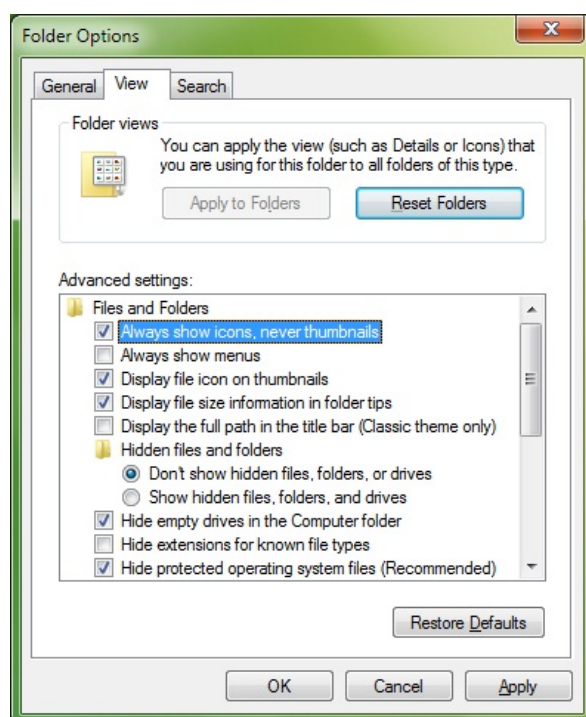 Folder Options
General View Search
Folder views
You can apply the view (such as Details or Icons) that
you are using for this folder to all folders of this type.
Apply to Folders Reset Folders
Advanced settings:
Files and Folders
Always show icons, never thumbnails
Always show menus
Display file icon on thumbnails
Display file size information in folder tips
Display the full path in the title bar (Classic theme only)
Hidden files and folders
Don't show hidden files, folders, or drives
Show hidden files, folders, and drives
Hide empty drives in the Computer folder
Hide extensions for known file types
Hide protected operating system files (Recommended)
Restore Defaults
OK Cancel Apply